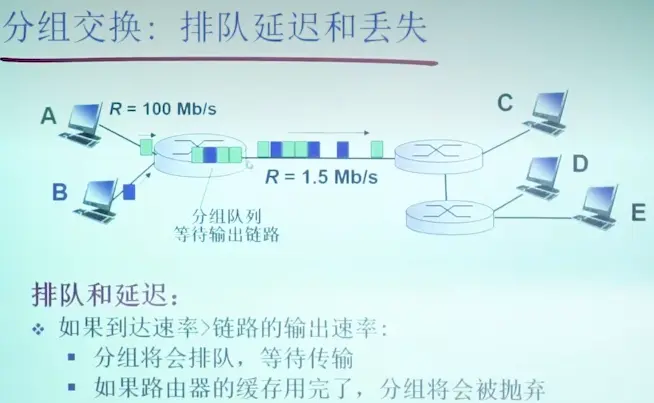 分组交换: 排队延迟和丢失
A
R = 100 Mb/s
C
B
R = 1.5 Mb/s
D
E
分组队列
等待输出链路
排队和延迟:
❖ 如果到达速率>链路的输出速率:
▪ 分组将会排队，等待传输
▪ 如果路由器的缓存用完了，分组将会被抛弃